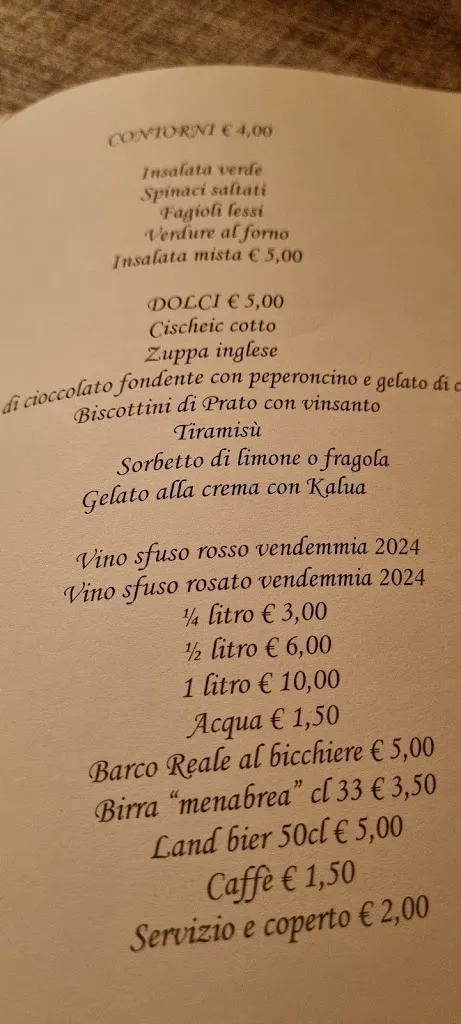 CONTORNI € 4,00
Insalata verde
Spinaci saltati
Fagioli lessi
Verdure al forno
Insalata mista € 5,00
DOLCI € 5,00
Cischeic cotto
Zuppa inglese
di cioccolato fondente con peperoncino e gelato di c
Biscottini di Prato con vinsanto
Tiramisù
Sorbetto di limone o fragola
Gelato alla crema con Kalua
Vino sfuso rosso vendemmia 2024
Vino sfuso rosato vendemmia 2024
¼ litro € 3,00
½ litro € 6,00
1 litro € 10,00
Acqua € 1,50
Barco Reale al bicchiere € 5,00
Birra “menabrea” cl 33 € 3,50
Land bier 50cl € 5,00
Caffè € 1,50
Servizio e coperto € 2,00